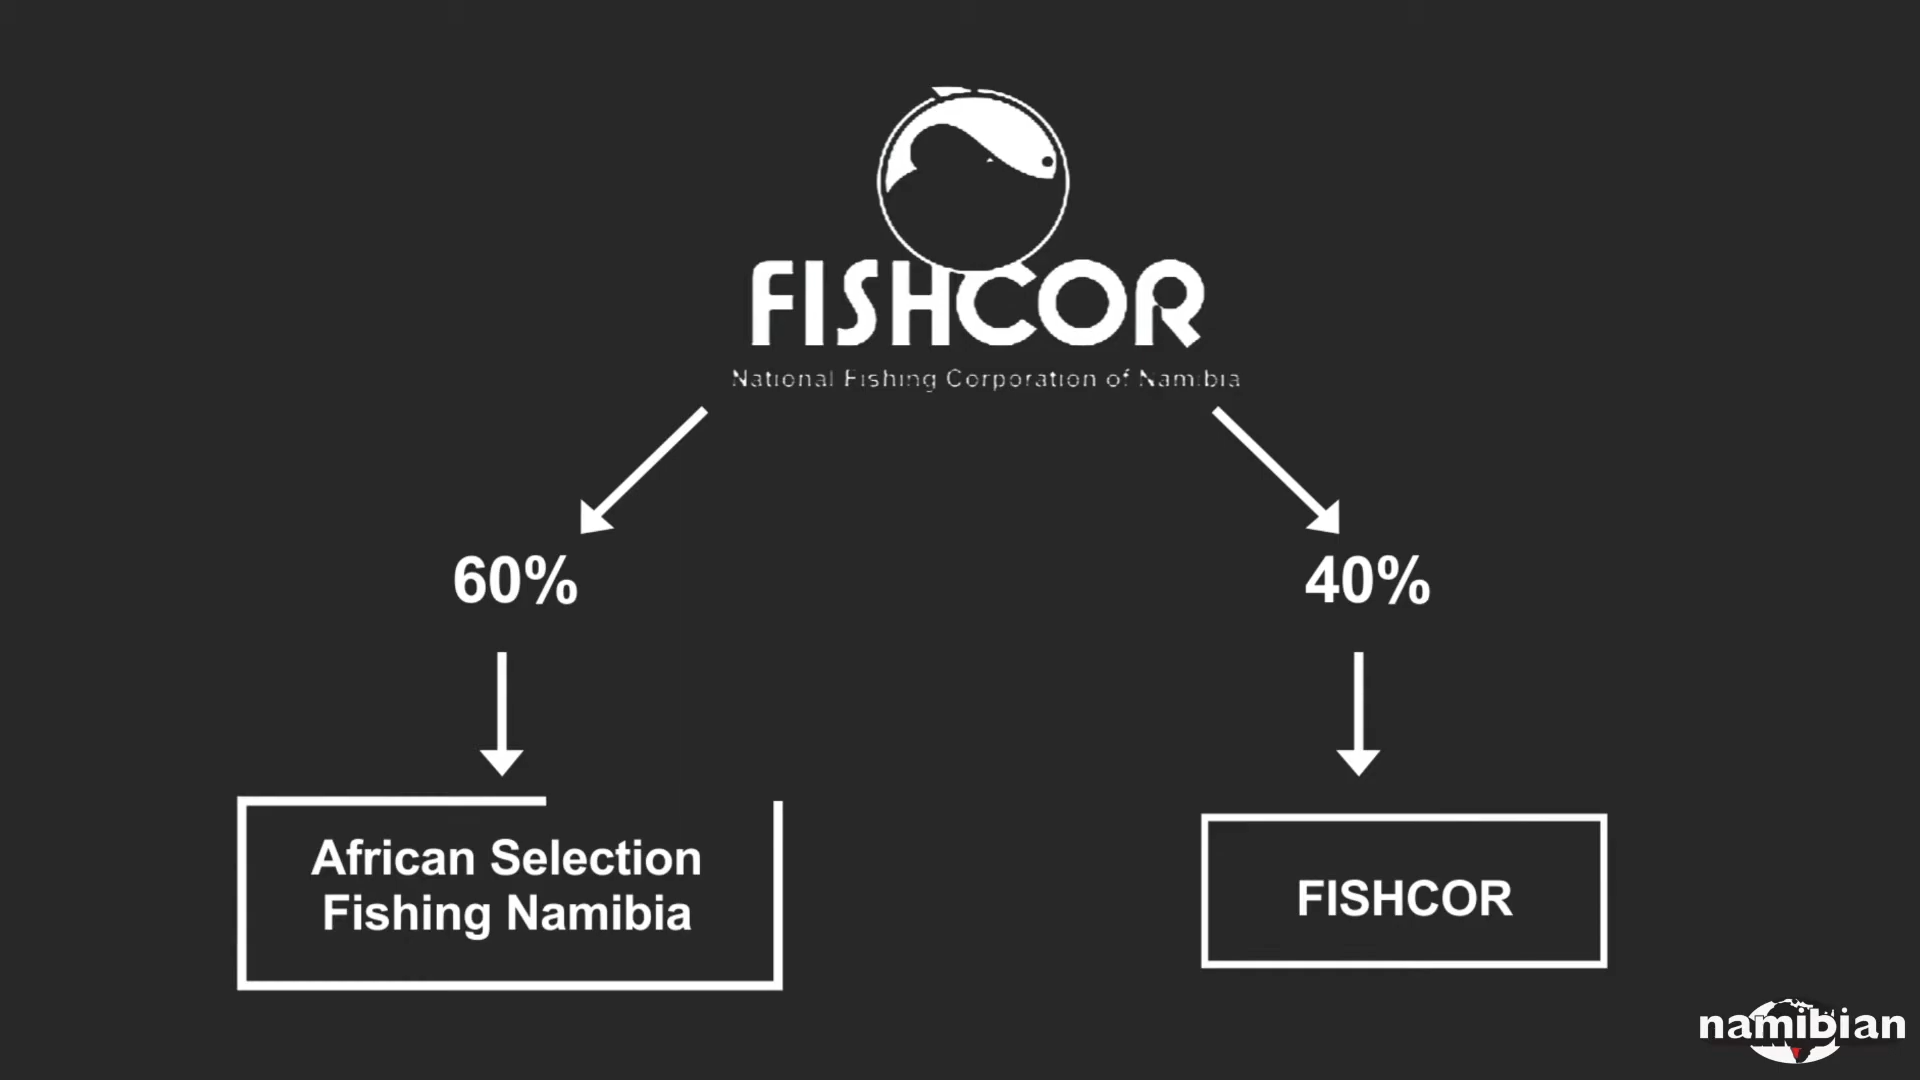 FISHCOR
National Fishing Corporation of Namibia
60%
40%
African Selection
Fishing Namibia
FISHCOR
namibian